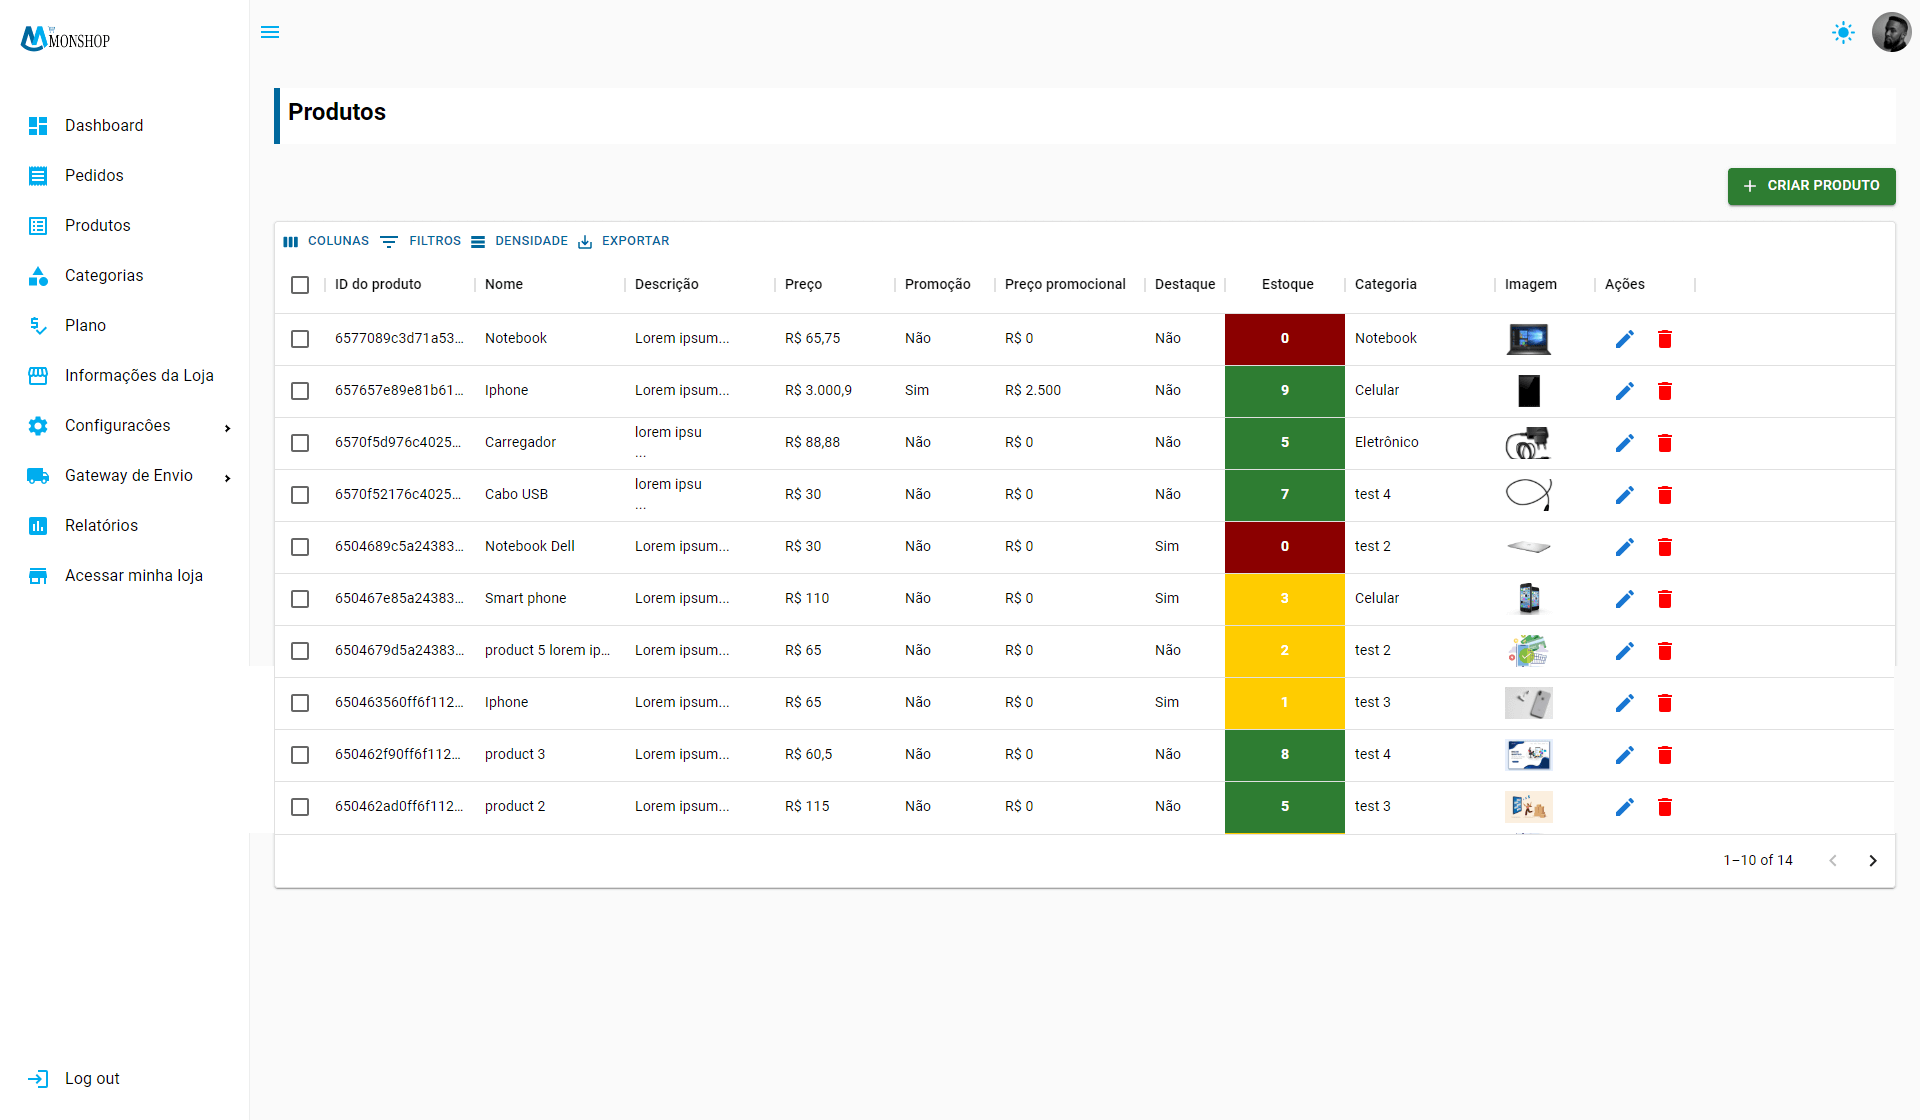 MONSHOP
Dashboard
Pedidos
Produtos
Categorias
Plano
Informações da Loja
Configuracôes
Gateway de Envio
Relatórios
Acessar minha loja
Log out
Produtos
CRIAR PRODUTO
COLUNAS FILTROS DENSIDADE EXPORTAR
ID do produto Nome Descrição Preço Promoção Preço promocional Destaque Estoque Categoria Imagem Ações
6577089c3d71a53... Notebook Lorem ipsum... R$ 65,75 Não R$ 0 Não 0 Notebook
657657e89e81b61... Iphone Lorem ipsum... R$ 3.000,9 Sim R$ 2.500 Não 9 Celular
6570f5d976c4025... Carregador lorem ipsu
... R$ 88,88 Não R$ 0 Não 5 Eletrônico
6570f52176c4025... Cabo USB lorem ipsu
... R$ 30 Não R$ 0 Não 7 test 4
6504689c5a24383... Notebook Dell Lorem ipsum... R$ 30 Não R$ 0 Sim 0 test 2
650467e85a24383... Smart phone Lorem ipsum... R$ 110 Não R$ 0 Sim 3 Celular
6504679d5a24383... product 5 lorem ip... Lorem ipsum... R$ 65 Não R$ 0 Não 2 test 2
650463560ff6f112... Iphone Lorem ipsum... R$ 65 Não R$ 0 Sim 1 test 3
650462f90ff6f112... product 3 Lorem ipsum... R$ 60,5 Não R$ 0 Não 8 test 4
650462ad0ff6f112... product 2 Lorem ipsum... R$ 115 Não R$ 0 Não 5 test 3
1–10 of 14